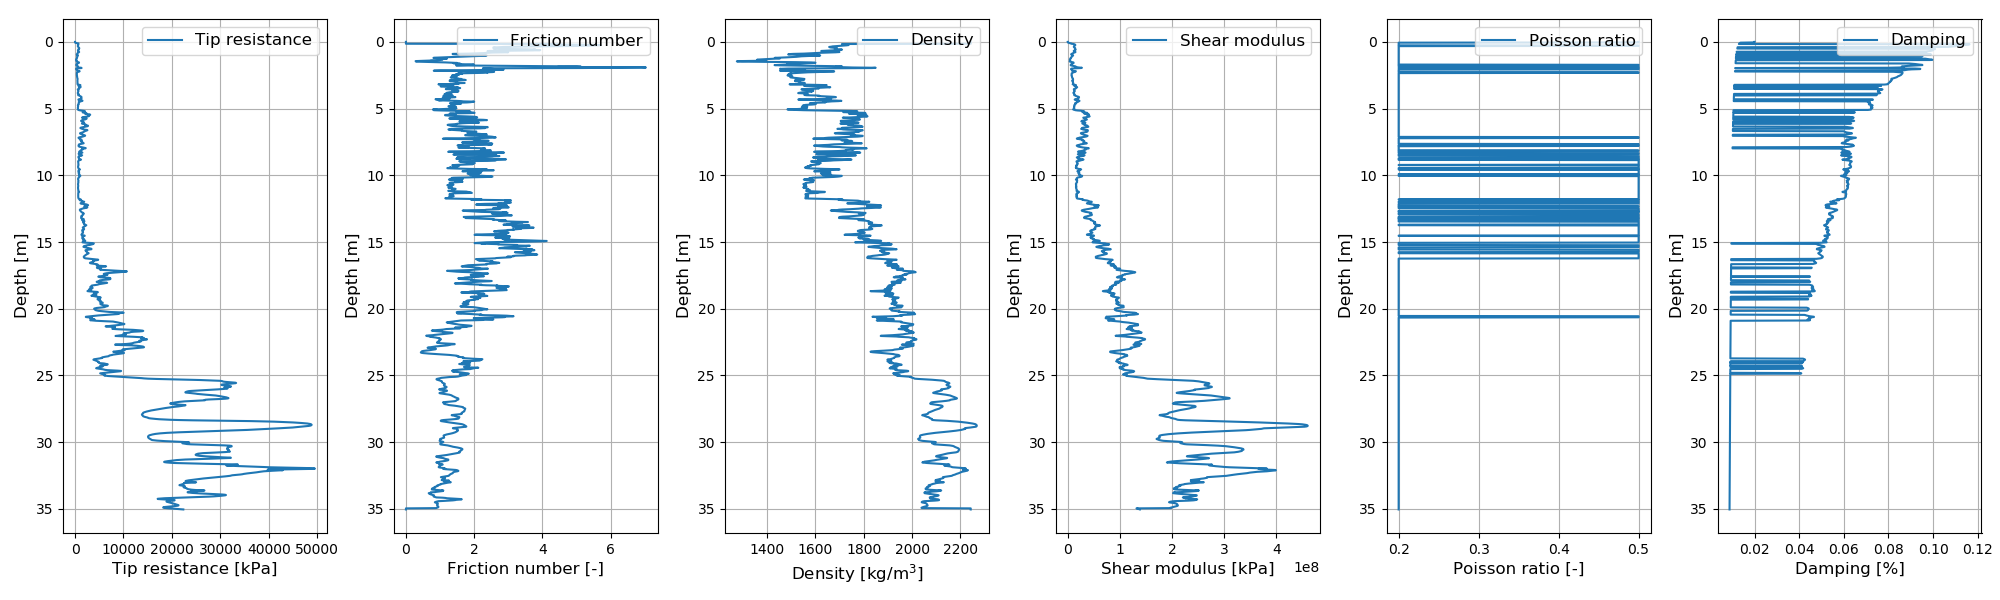 Tip resistance
Friction number
Density
Shear modulus
Poisson ratio
Damping
0
5
10
15
20
25
30
35
Depth [m]
0 10000 20000 30000 40000 50000
Tip resistance [kPa]
0
5
10
15
20
25
30
35
Depth [m]
0 2 4 6
Friction number [-]
0
5
10
15
20
25
30
35
Depth [m]
1400 1600 1800 2000 2200
Density [kg/m³]
0
5
10
15
20
25
30
35
Depth [m]
0 1 2 3 4
1e8
Shear modulus [kPa]
0
5
10
15
20
25
30
35
Depth [m]
0.2 0.3 0.4 0.5
Poisson ratio [-]
0
5
10
15
20
25
30
35
Depth [m]
0.02 0.04 0.06 0.08 0.10 0.12
Damping [%]